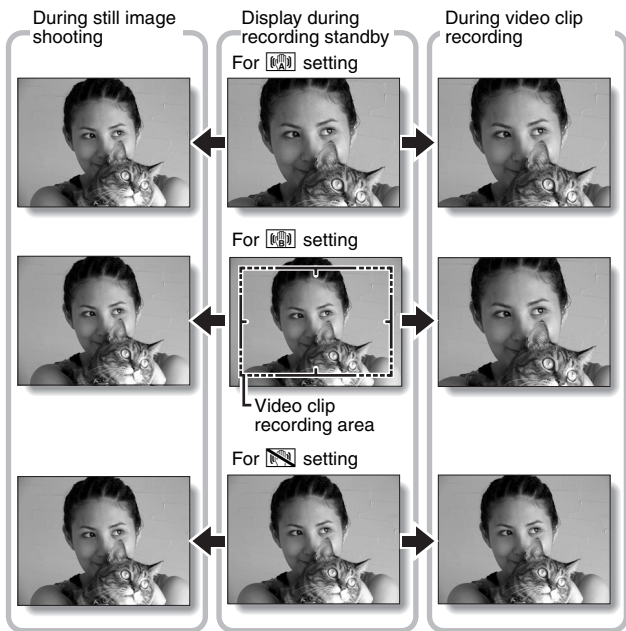 During still image
shooting
Display during
recording standby
During video clip
recording
For (A) setting
For (B) setting
Video clip
recording area
For setting